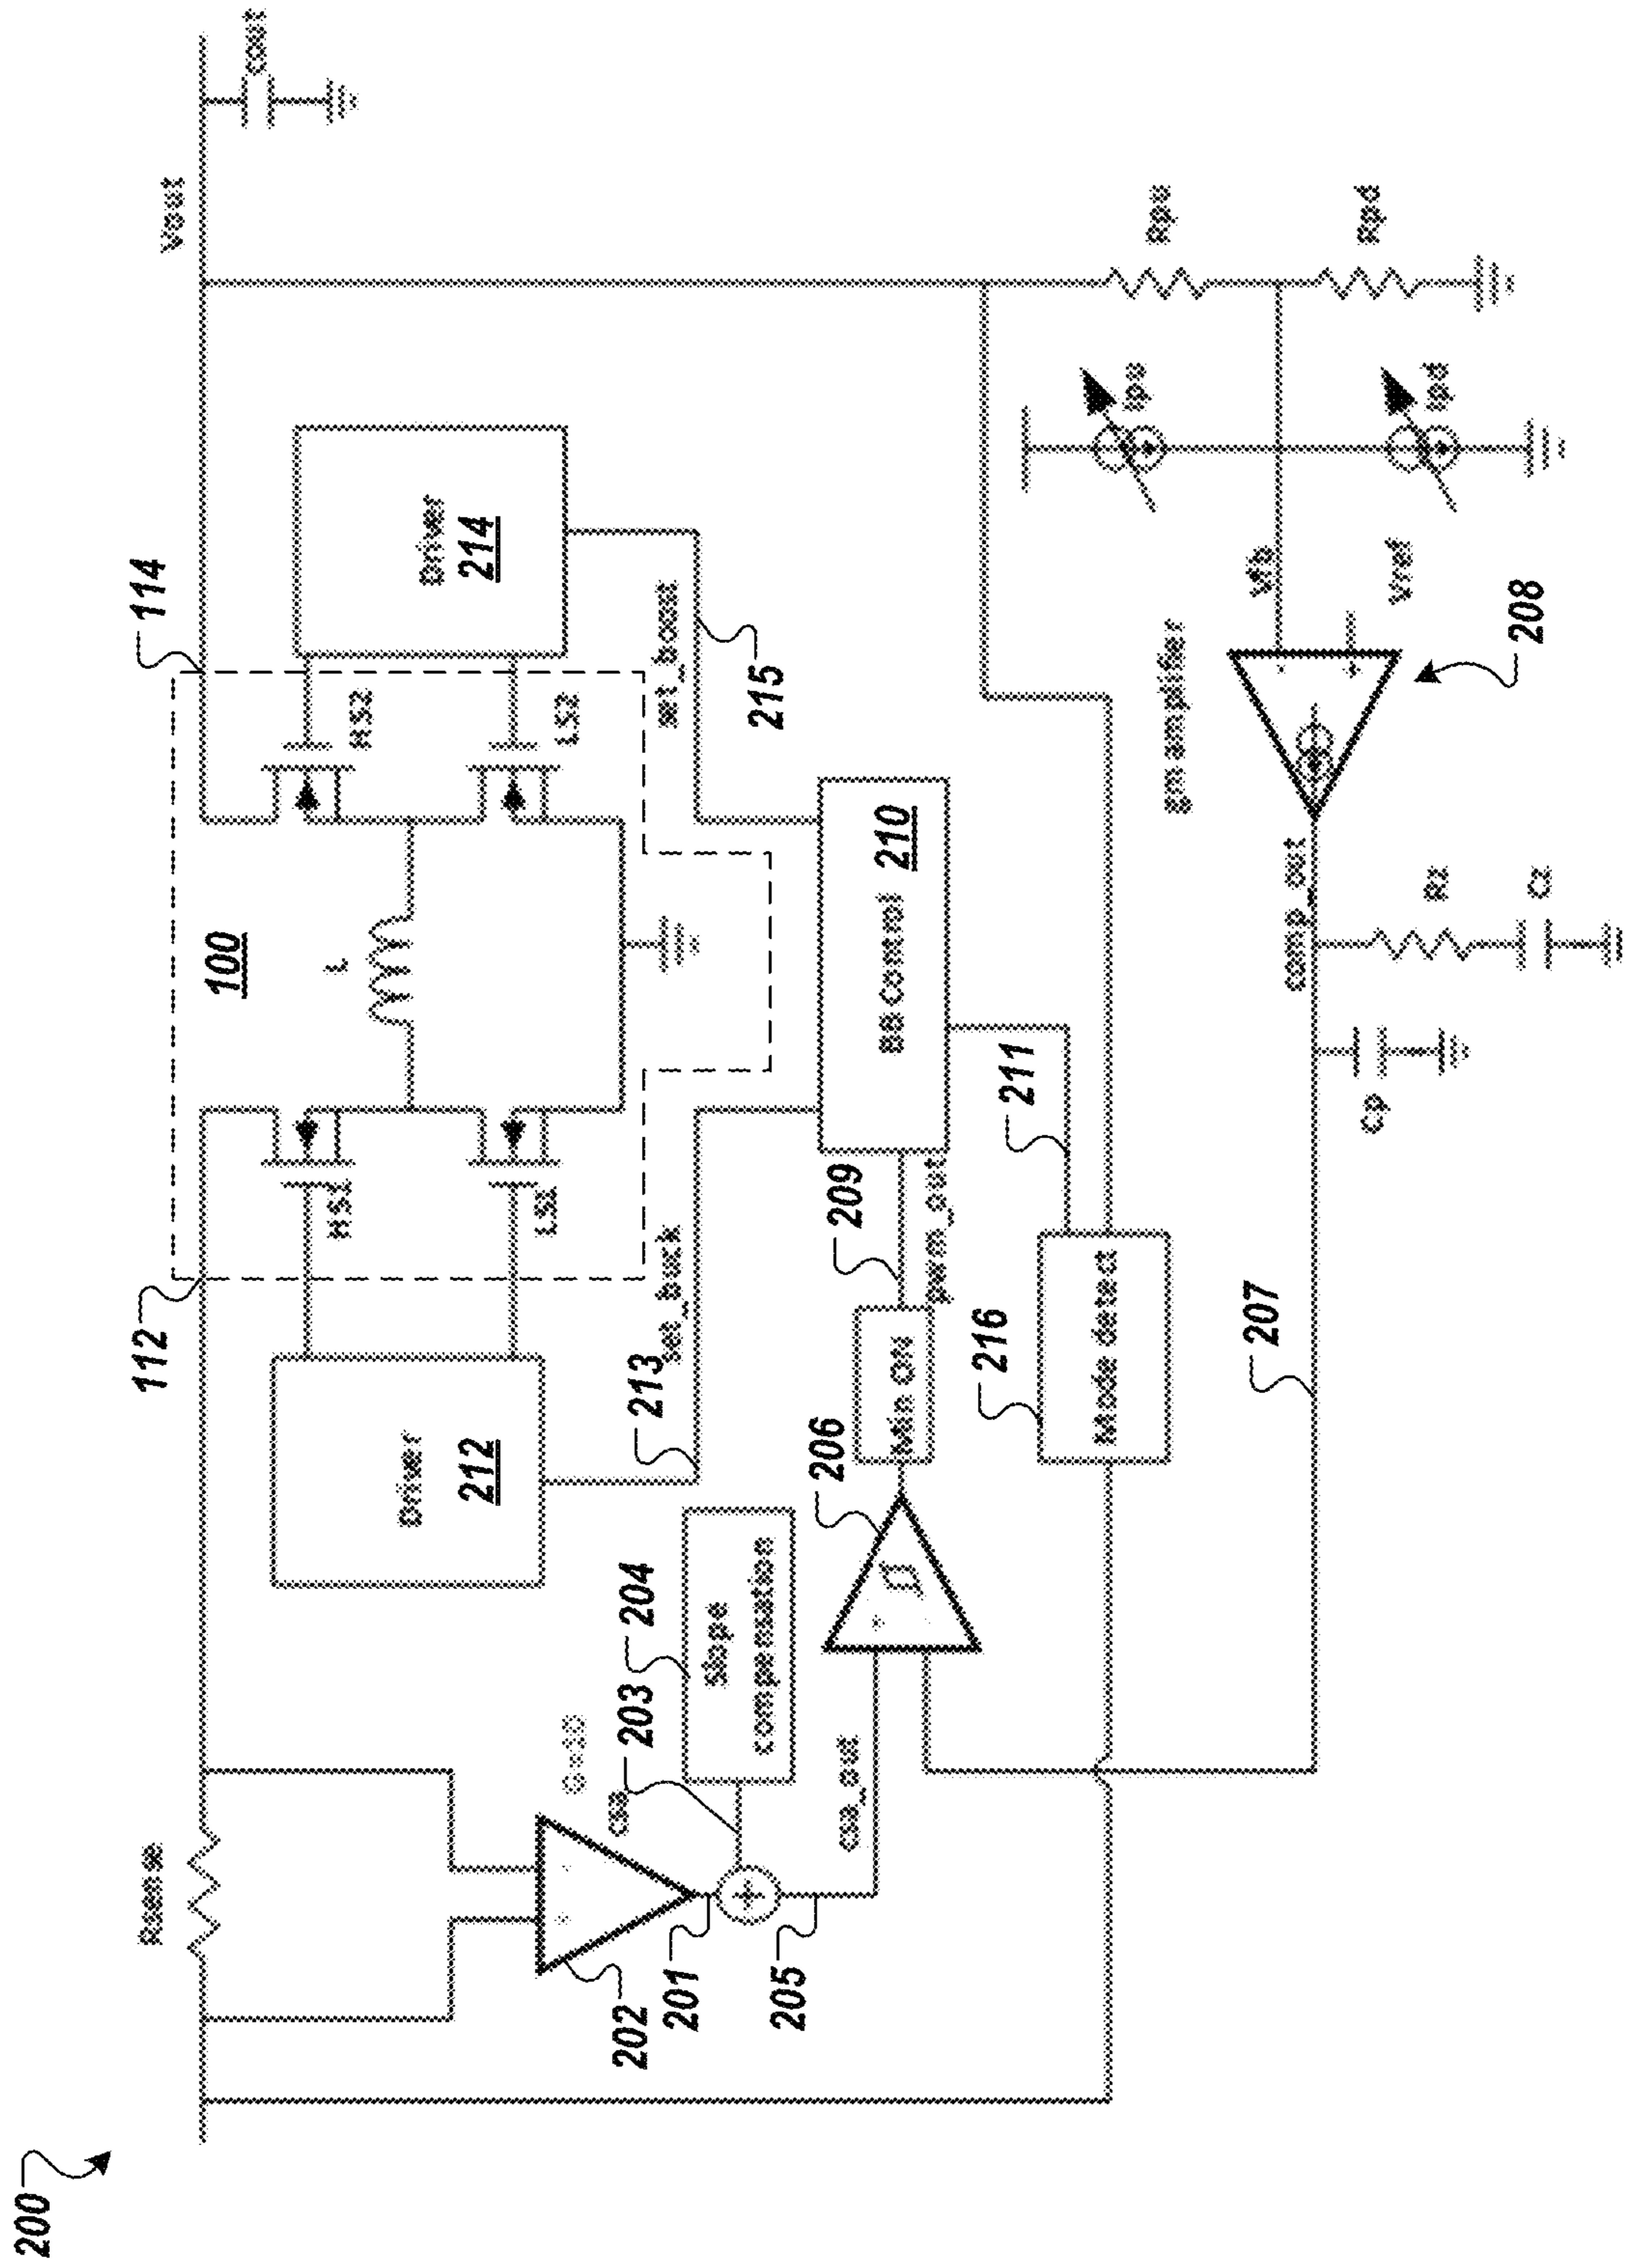 200
Rsense
112
100
114
Vout
cout
L
HS1
HS2
LS1
LS2
Driver
212
Driver
214
202
G=10
csa
201
203
204
Slope
compensation
213
set_buck
set_boost
215
205
csa_out
206
Min ON
209
pwm_out
BB Control 210
211
216
Mode detect
207
Cp
comp_out
Rz
Cz
gm amplifier
208
Vfb
Vref
-
+
Ipu
Ipd
Rpu
Rpd